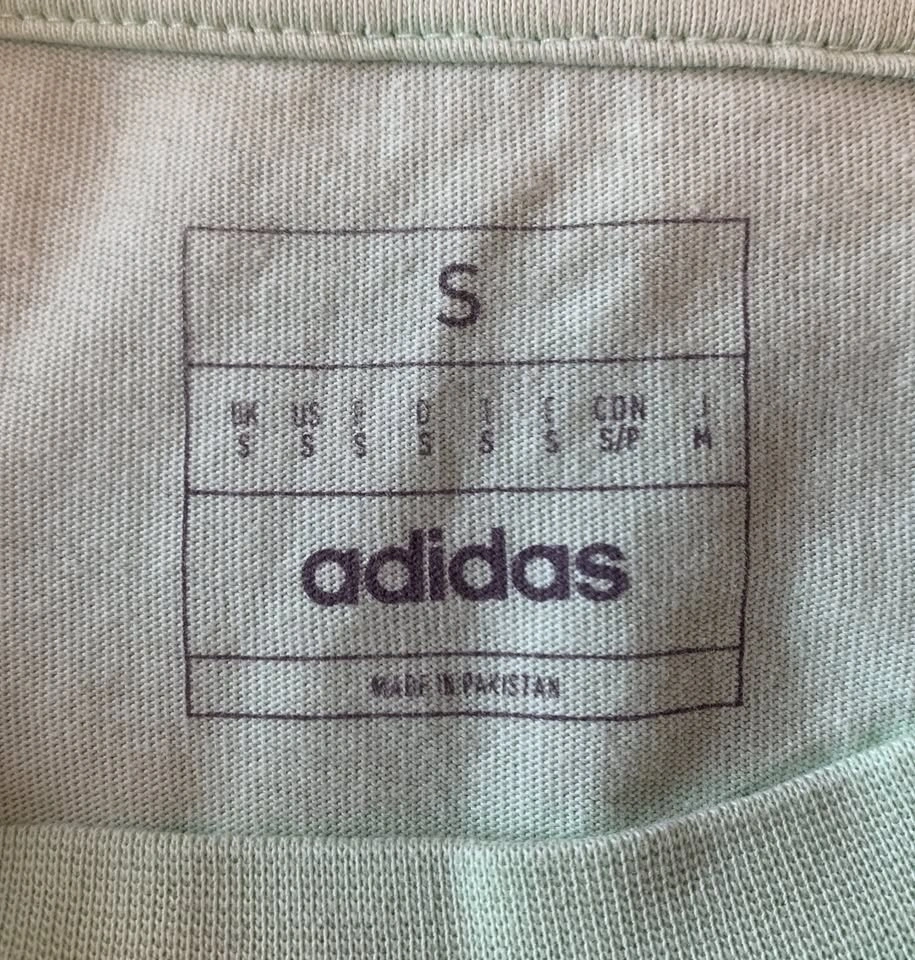 S
UK US F D I E CDN J
S S S S S S S/P M
adidas
MADE IN PAKISTAN